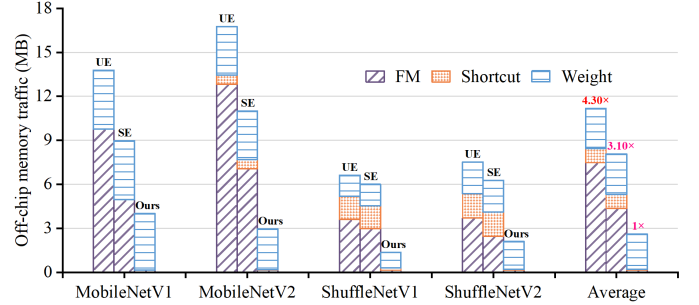 Off-chip memory traffic (MB)
18
15
12
9
6
3
0
FM
Shortcut
Weight
UE
SE
Ours
UE
SE
Ours
UE
SE
Ours
UE
SE
Ours
4.30×
3.10×
1×
MobileNetV1
MobileNetV2
ShuffleNetV1
ShuffleNetV2
Average